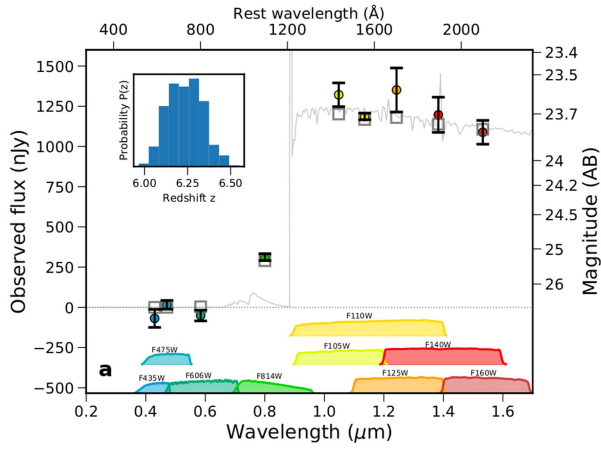 Rest wavelength (Å)
400 600 800 1000 1200 1400 1600 2000
1500
1250
1000
750
500
250
0
−250
−500
Observed flux (nJy)
23.4
23.5
23.7
24
24.2
24.5
25
26
Magnitude (AB)
Probability P(z)
6.00 6.25 6.50
Redshift z
F110W
F475W F105W F140W
a
F435W F606W F814W F125W F160W
0.2 0.4 0.6 0.8 1.0 1.2 1.4 1.6
Wavelength (μm)